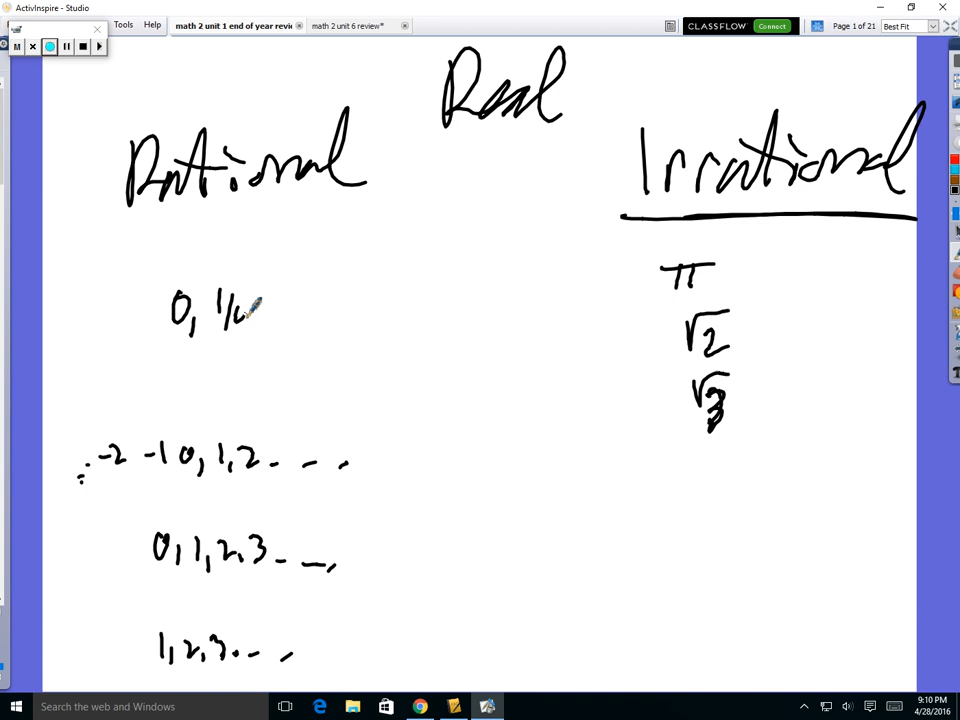 ActivInspire - Studio
Tools Help
math 2 unit 1 end of year revie
math 2 unit 6 review*
CLASSFLOW Connect
Page 1 of 21
Best Fit
M
Real
Rational
Irrational
π
0, 1/
√2
√3
-2 -1 0, 1, 2 . - - .
0, 1, 2, 3 - - .
1, 2, 3 . - .
Search the web and Windows
9:10 PM
4/28/2016